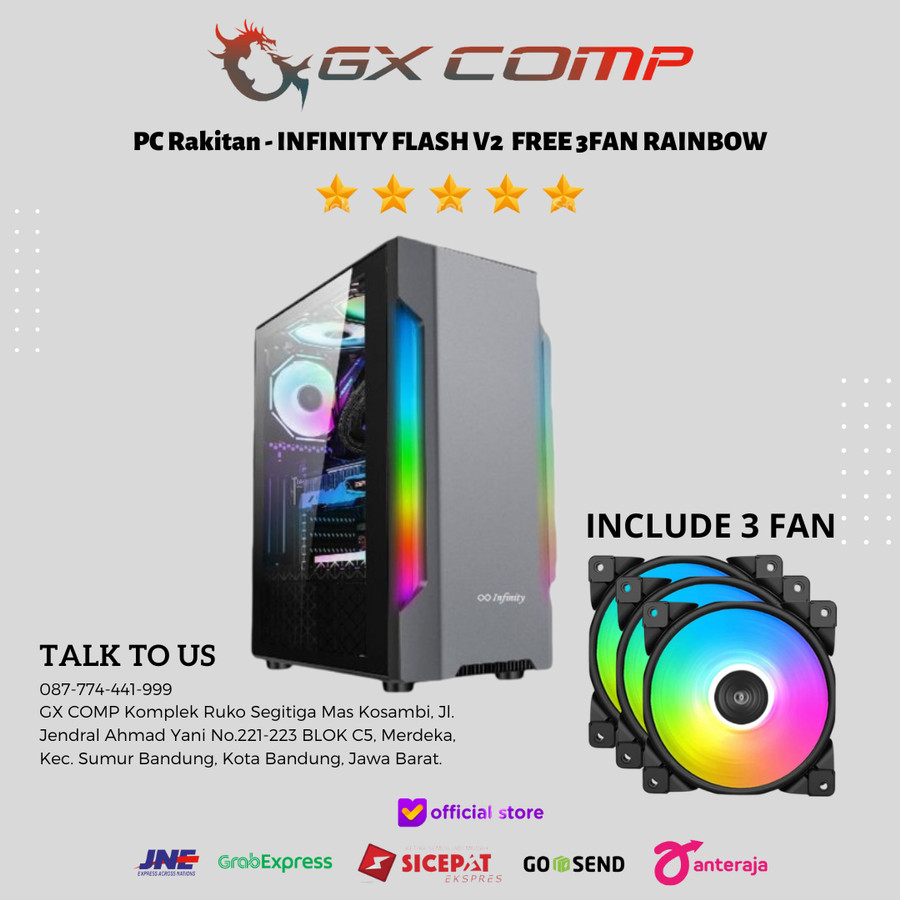 GX COMP
PC Rakitan - INFINITY FLASH V2 FREE 3FAN RAINBOW
Infinity
INCLUDE 3 FAN
TALK TO US
087-774-441-999
GX COMP Komplek Ruko Segitiga Mas Kosambi, Jl.
Jendral Ahmad Yani No.221-223 BLOK C5, Merdeka,
Kec. Sumur Bandung, Kota Bandung, Jawa Barat.
official store
JNE
EXPRESS ACROSS NATIONS
GrabExpress
SICEPAT
EKSPRES
GO SEND
anteraja